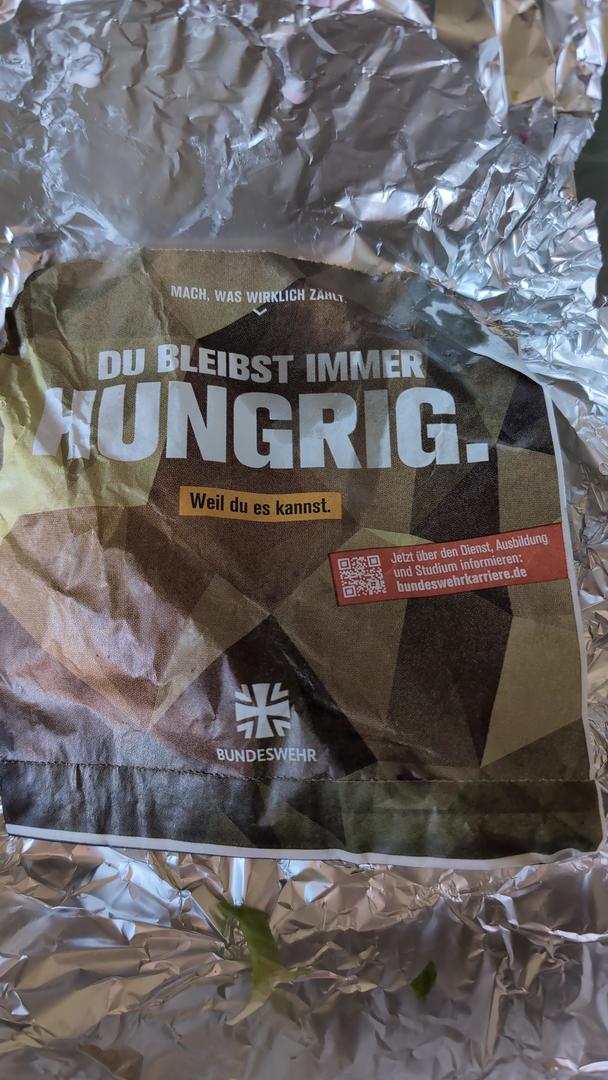 MACH, WAS WIRKLICH ZÄHLT.
DU BLEIBST IMMER
HUNGRIG.
Weil du es kannst.
Jetzt über den Dienst, Ausbildung
und Studium informieren:
bundeswehrkarriere.de
BUNDESWEHR